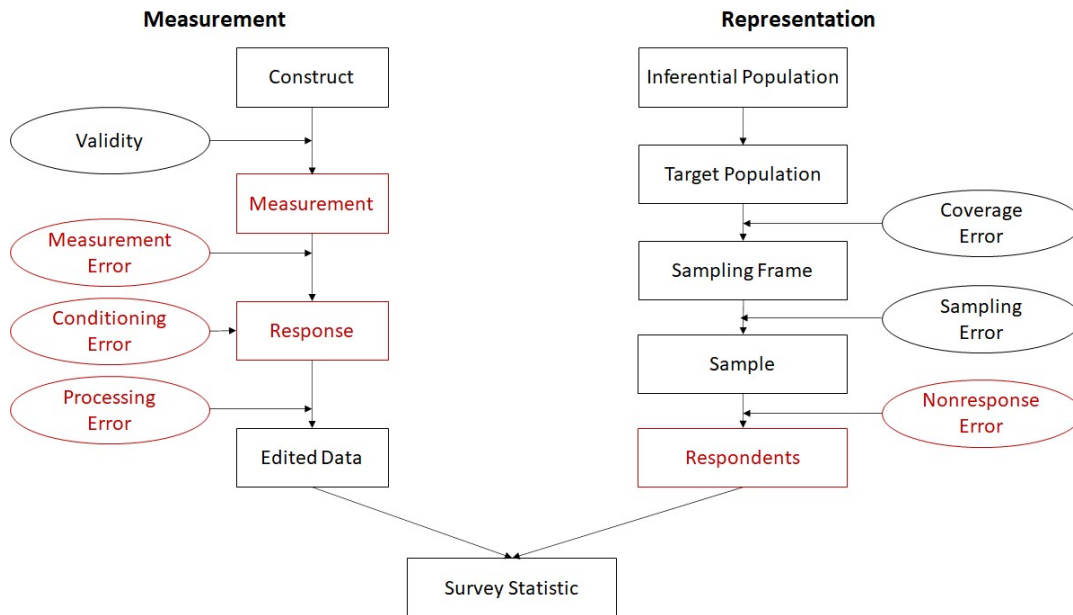 Measurement
Representation
Construct
Validity
Measurement
Measurement
Error
Conditioning
Error
Response
Processing
Error
Edited Data
Inferential Population
Target Population
Coverage
Error
Sampling Frame
Sampling
Error
Sample
Nonresponse
Error
Respondents
Survey Statistic